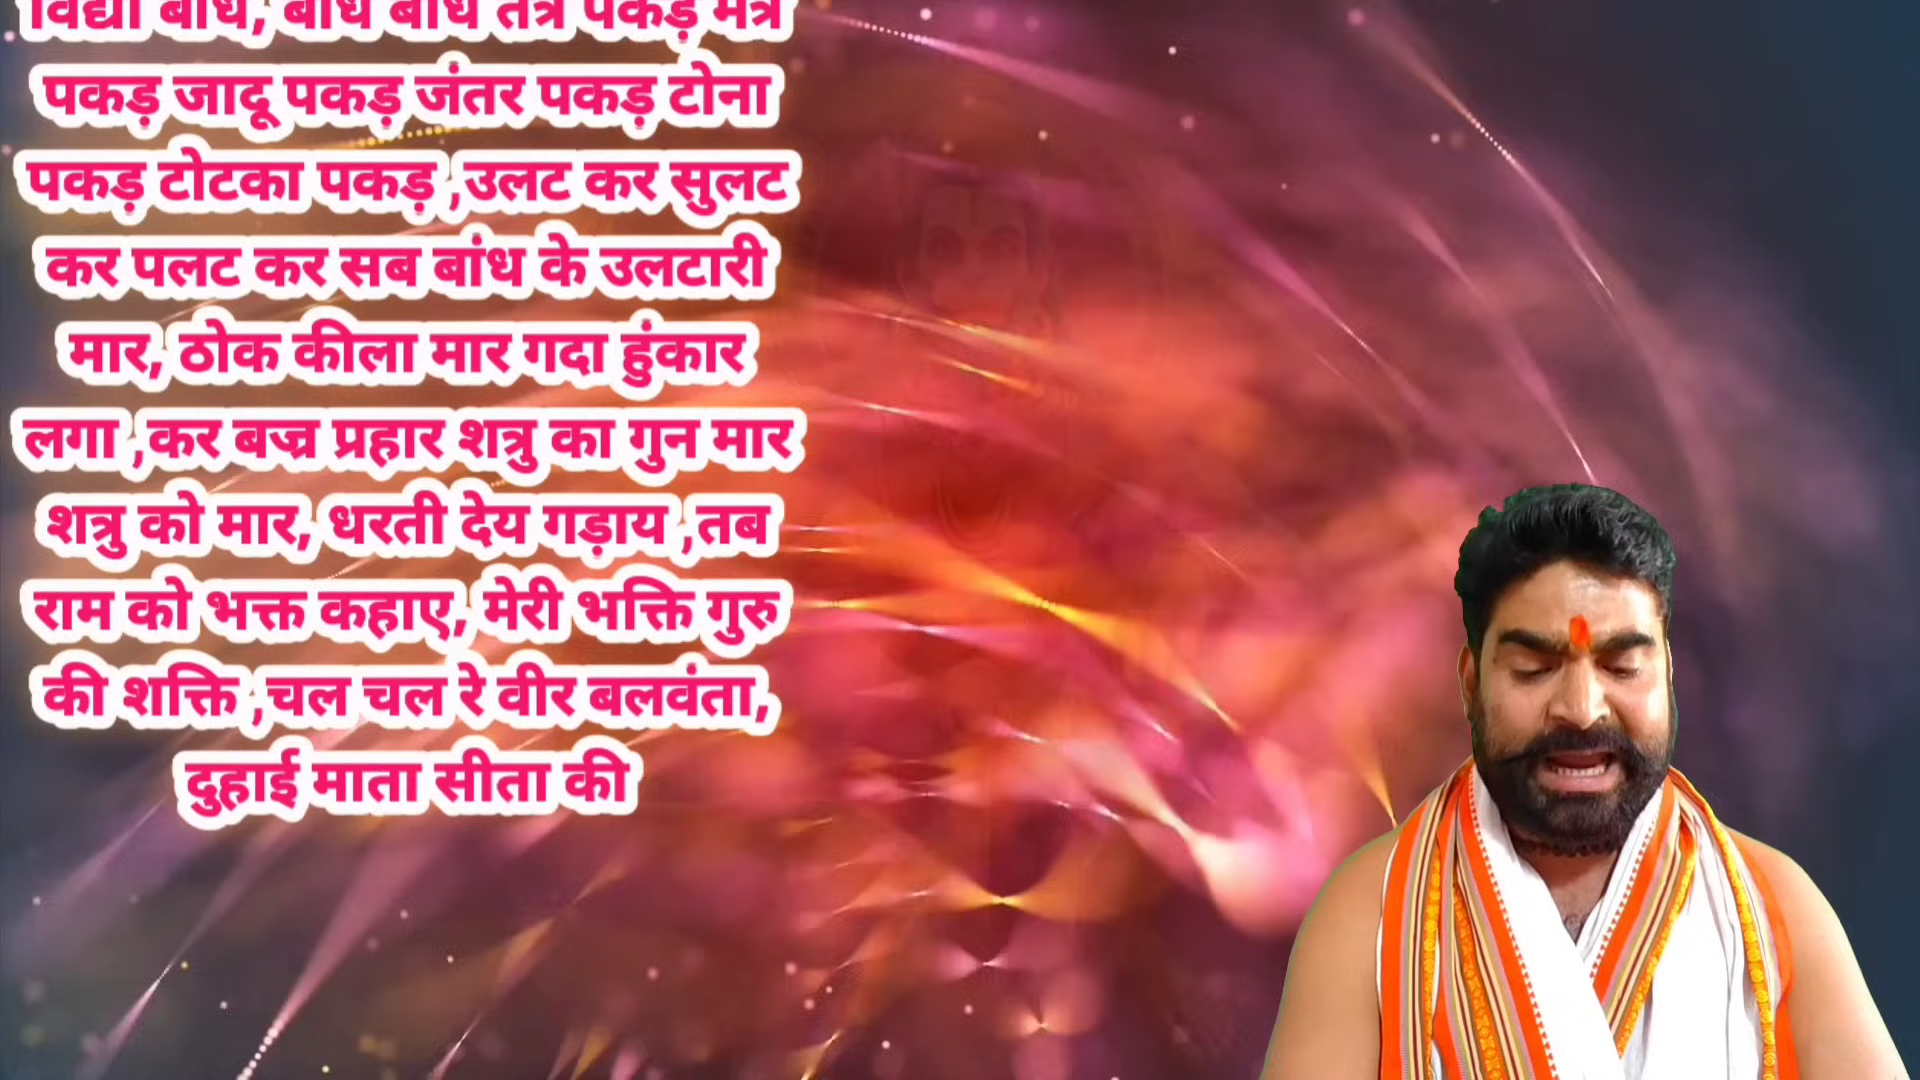 विद्या बांध, बांध बांध तंत्र पकड़ मंत्र
पकड़ जादू पकड़ जंतर पकड़ टोना
पकड़ टोटका पकड़ ,उलट कर सुलट
कर पलट कर सब बांध के उलटारी
मार, ठोक कीला मार गदा हुंकार
लगा ,कर बज्र प्रहार शत्रु का गुन मार
शत्रु को मार, धरती देय गड़ाय ,तब
राम को भक्त कहाए, मेरी भक्ति गुरु
की शक्ति ,चल चल रे वीर बलवंता,
दुहाई माता सीता की